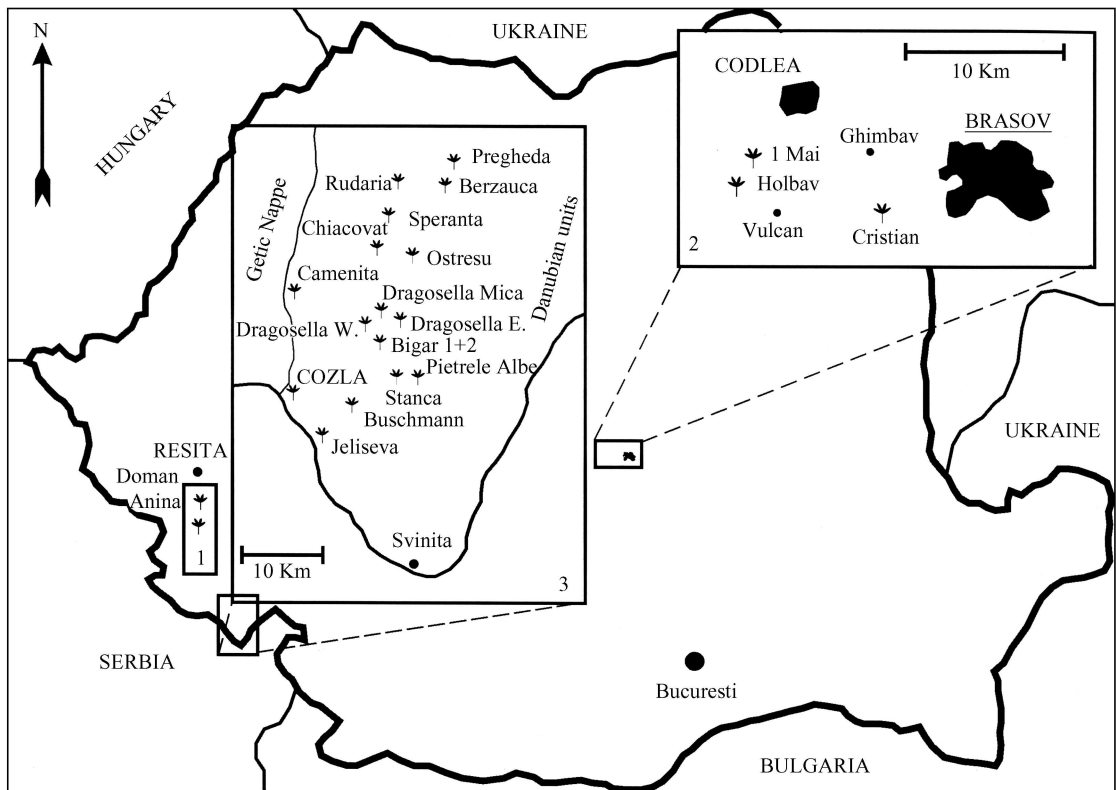 N
UKRAINE
HUNGARY
CODLEA
10 Km
BRASOV
Ghimbav
1 Mai
Holbav
Vulcan
Cristian
2
Pregheda
Rudaria
Berzauca
Getic Nappe
Speranta
Chiacovat
Ostresu
Danubian units
Camenita
Dragosella Mica
Dragosella W.
Dragosella E.
Bigar 1+2
COZLA
Pietrele Albe
Stanca
Buschmann
Jeliseva
Svinita
10 Km
3
RESITA
Doman
Anina
1
UKRAINE
SERBIA
Bucuresti
BULGARIA